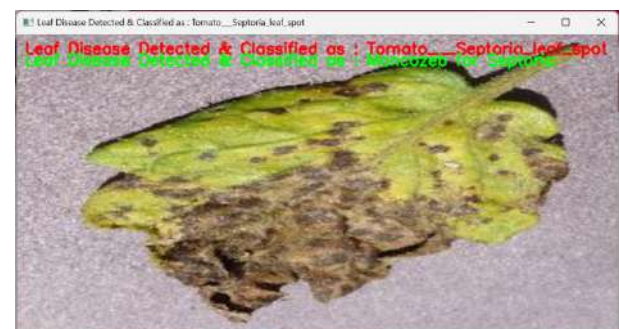 Leaf Disease Detected & Classified as : Tomato___Septoria_leaf_spot
Leaf Disease Detected & Classified as : Tomato___Septoria_leaf_spot
Leaf Disease Detected & Classified as : Mancozeb for Septoria